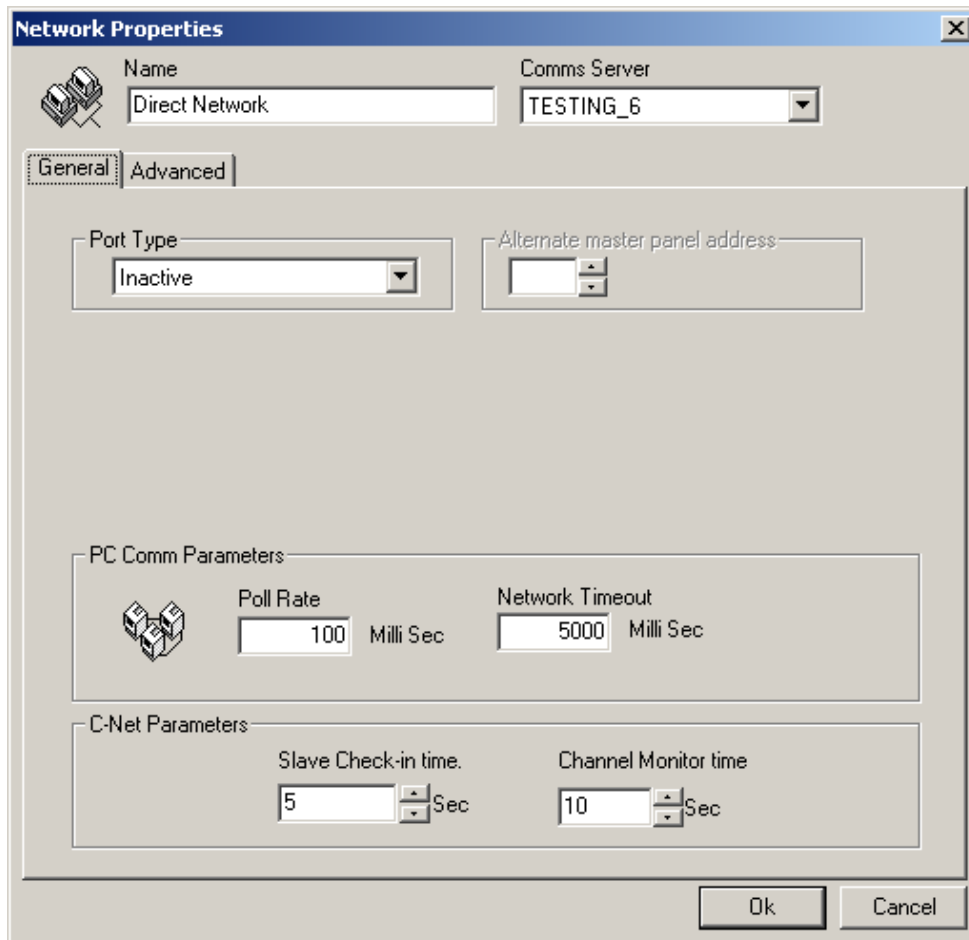 Network Properties
Name
Comms Server
Direct Network
TESTING_6
General
Advanced
Port Type
Alternate master panel address
Inactive
PC Comm Parameters
Poll Rate
Network Timeout
100 Milli Sec
5000 Milli Sec
C-Net Parameters
Slave Check-in time.
Channel Monitor time
5 Sec
10 Sec
Ok
Cancel